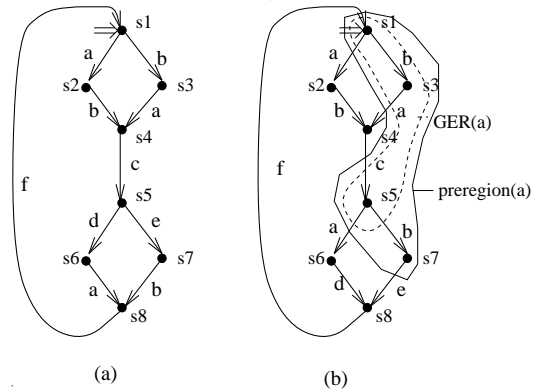 s1
a
b
s2
s3
b
a
s4
c
f
s5
d
e
s6
s7
a
b
s8
(a)
s1
a
b
s2
s3
b
a
s4
GER(a)
c
f
preregion(a)
s5
a
b
s6
s7
d
e
s8
(b)